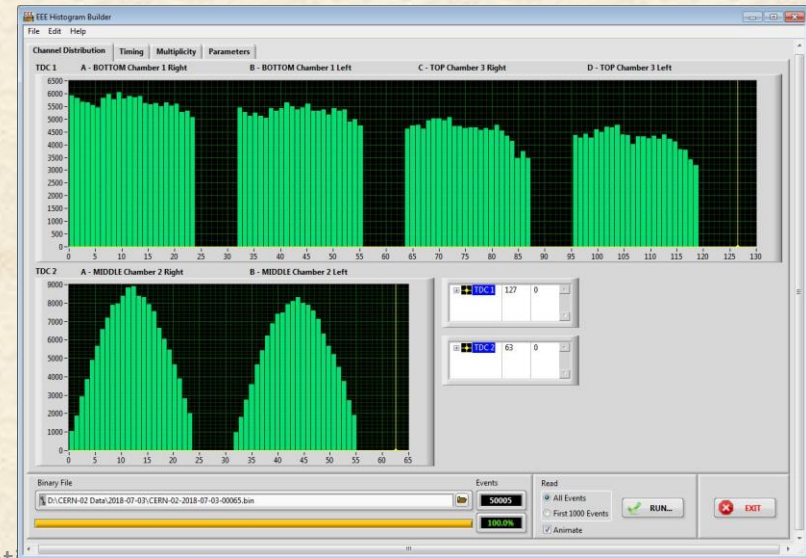 EEE Histogram Builder
File Edit Help
Channel Distribution Timing Multiplicity Parameters
TDC 1 A - BOTTOM Chamber 1 Right B - BOTTOM Chamber 1 Left C - TOP Chamber 3 Right D - TOP Chamber 3 Left
6500
6000
5500
5000
4500
4000
3500
3000
2500
2000
1500
1000
500
0
0 5 10 15 20 25 30 35 40 45 50 55 60 65 70 75 80 85 90 95 100 105 110 115 120 125 130
TDC 2 A - MIDDLE Chamber 2 Right B - MIDDLE Chamber 2 Left
9000
8000
7000
6000
5000
4000
3000
2000
1000
0
0 5 10 15 20 25 30 35 40 45 50 55 60 65
TDC 1 127 0
TDC 2 63 0
Binary File Events Read
D:\CERN-02 Data\2018-07-03\CERN-02-2018-07-03-00065.bin 50005 All Events RUN... EXIT
First 1000 Events
100.0% Animate